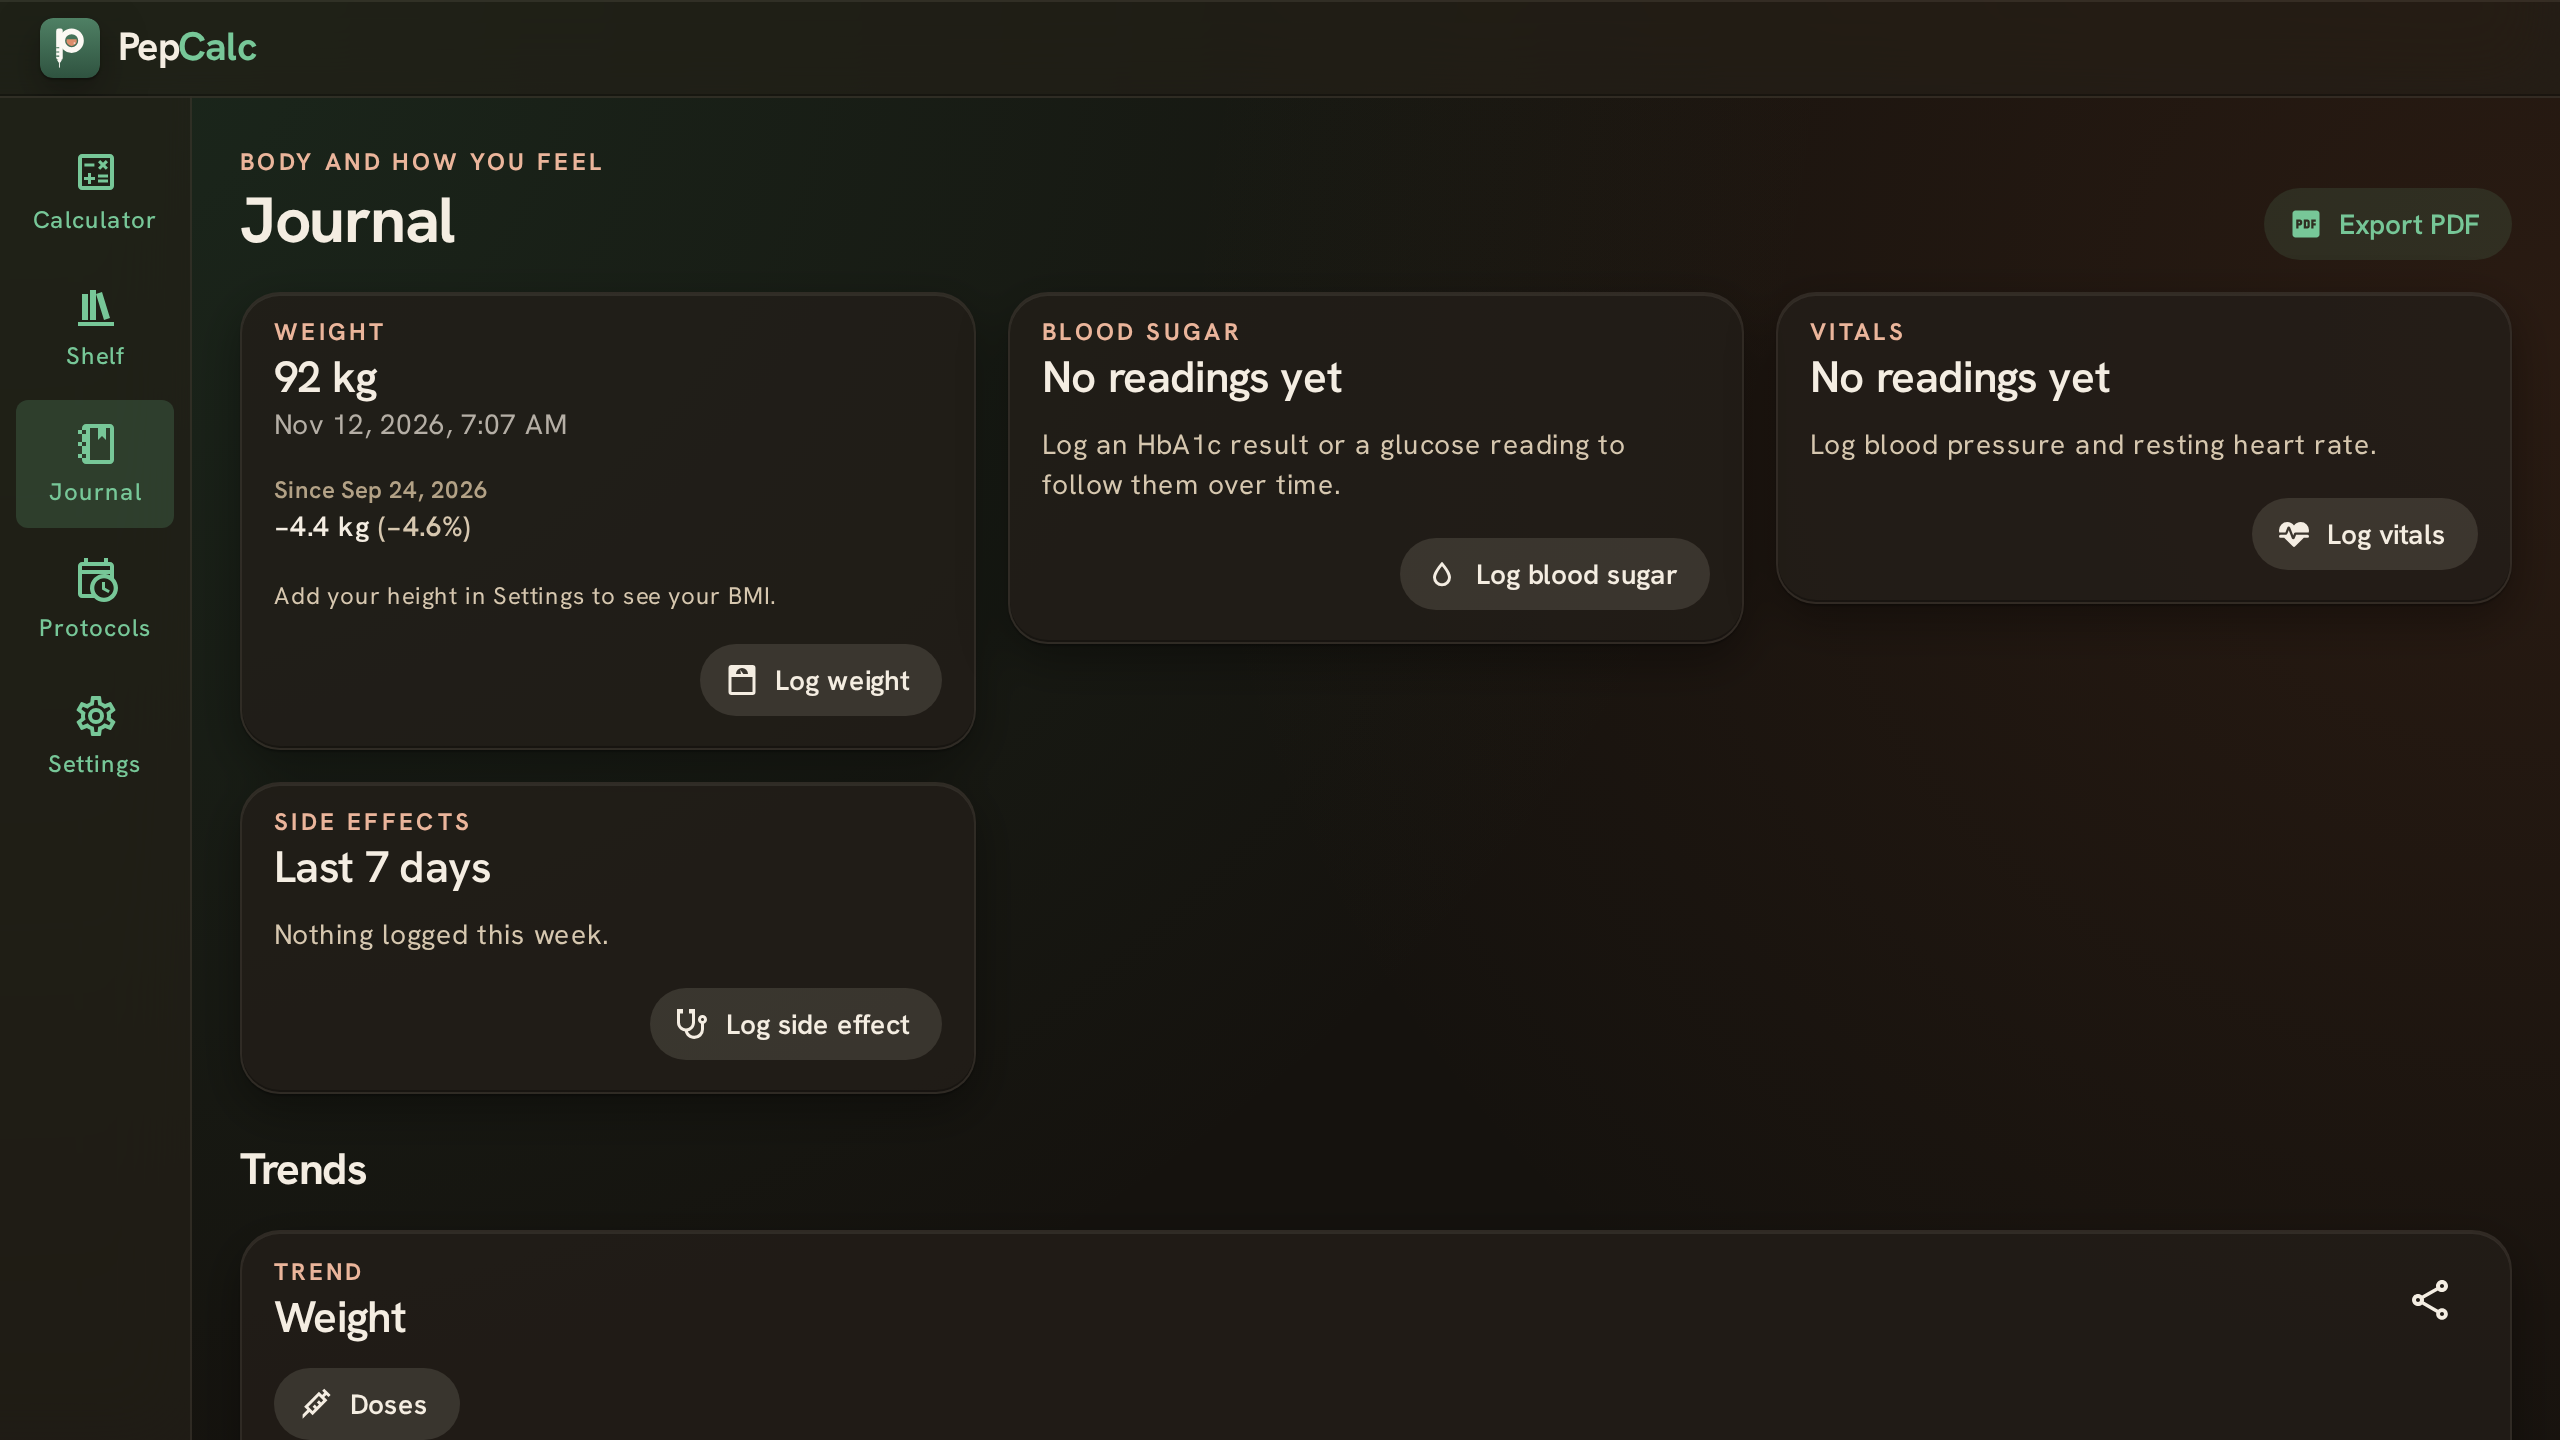 PepCalc
Calculator
Shelf
Journal
Protocols
Settings
BODY AND HOW YOU FEEL
Journal
PDF
Export PDF
WEIGHT
92 kg
Nov 12, 2026, 7:07 AM
Since Sep 24, 2026
−4.4 kg (−4.6%)
Add your height in Settings to see your BMI.
Log weight
BLOOD SUGAR
No readings yet
Log an HbA1c result or a glucose reading to
follow them over time.
Log blood sugar
VITALS
No readings yet
Log blood pressure and resting heart rate.
Log vitals
SIDE EFFECTS
Last 7 days
Nothing logged this week.
Log side effect
Trends
TREND
Weight
Doses